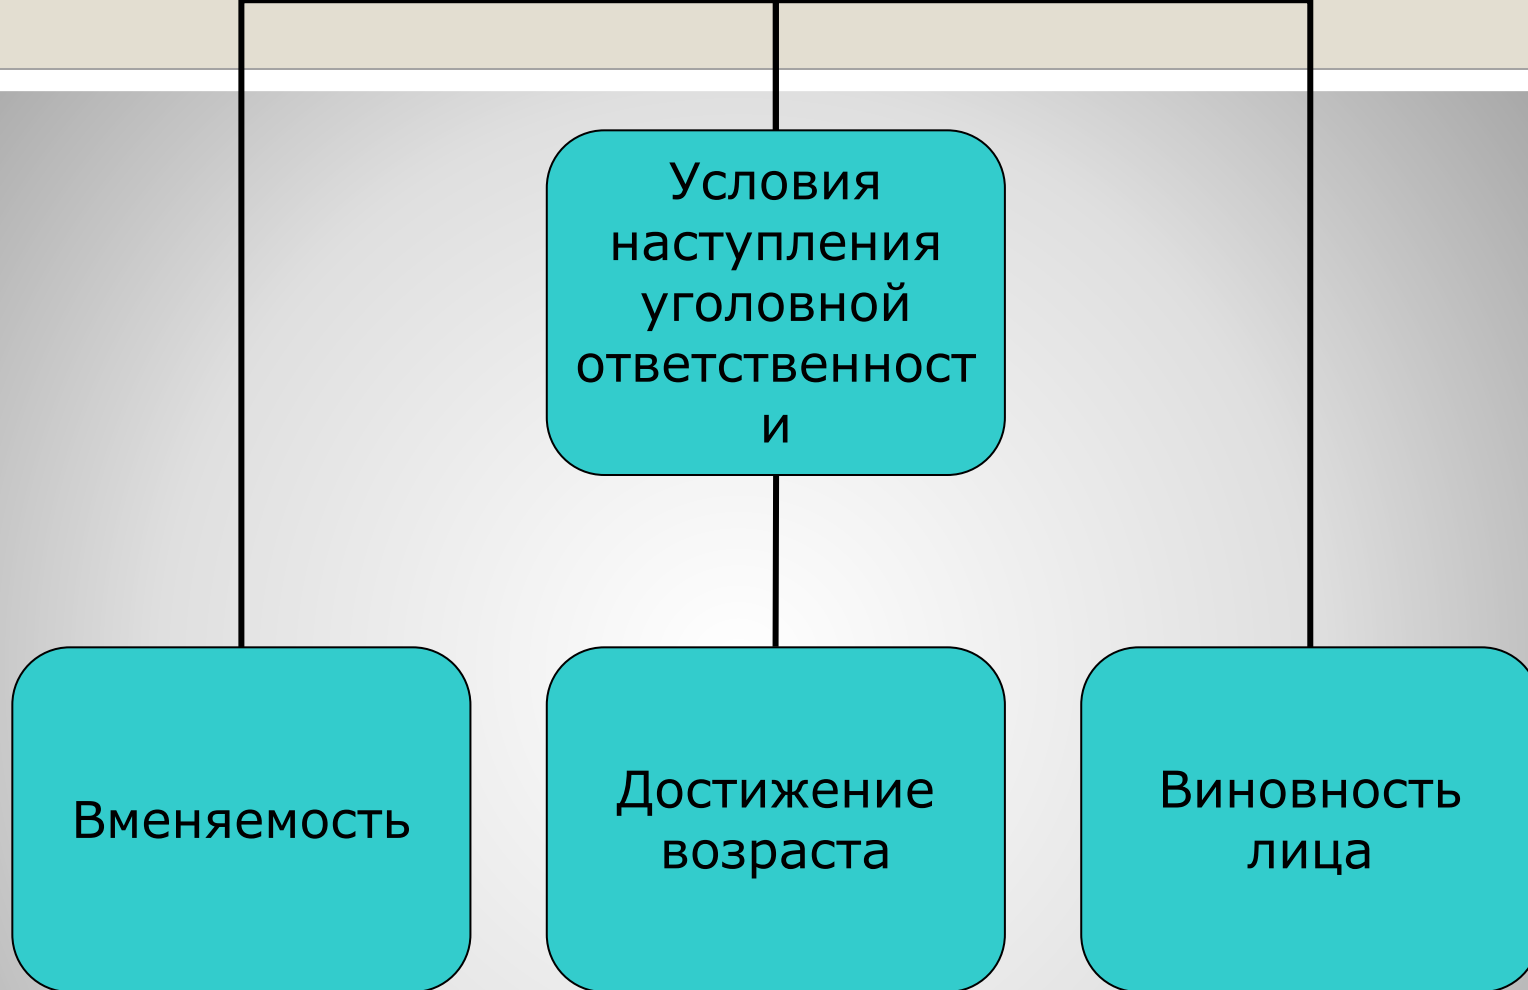 Условия
наступления
уголовной
ответственност
и
Вменяемость
Достижение
возраста
Виновность
лица